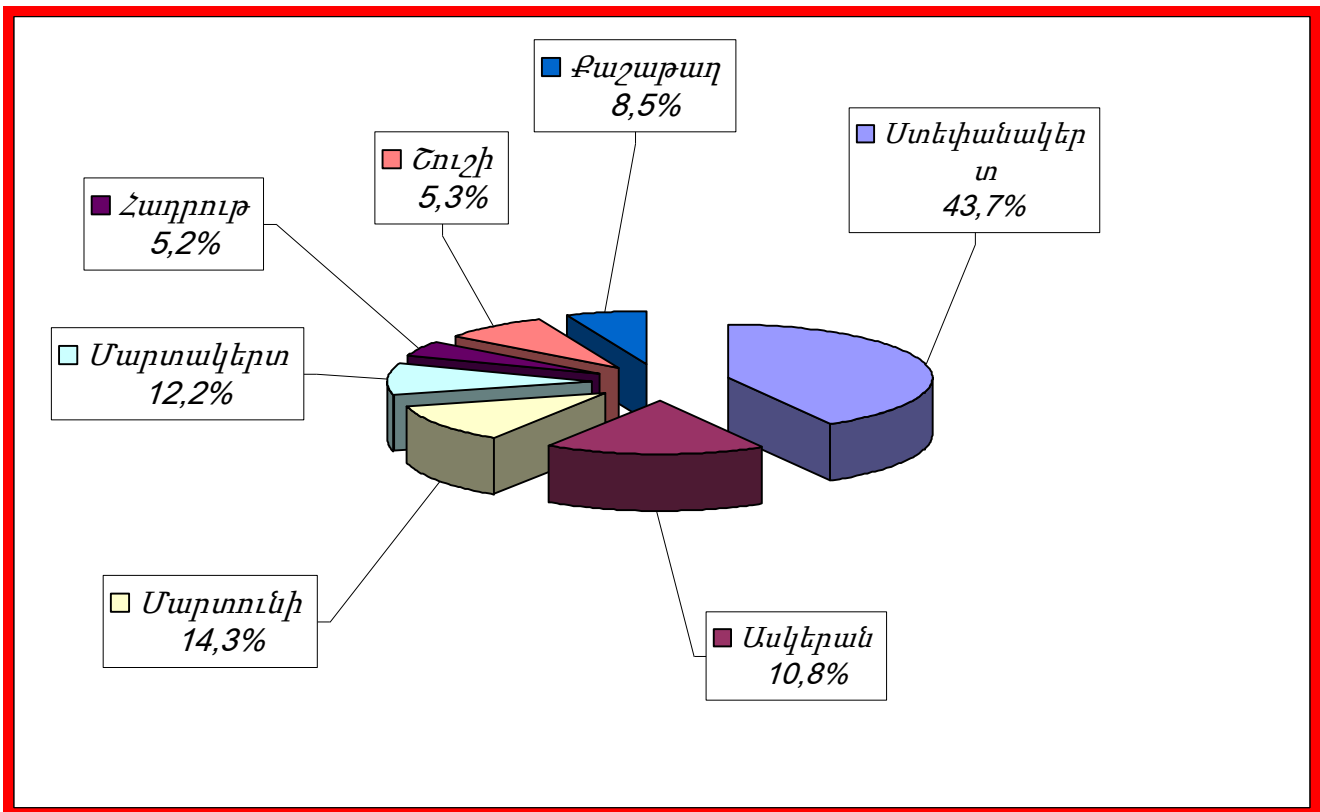 Քաշաթաղ
8,5%
Ստեփանակեր
տ
43,7%
Շուշի
5,3%
Հադրութ
5,2%
Մարտակերտ
12,2%
Մարտունի
14,3%
Ասկերան
10,8%